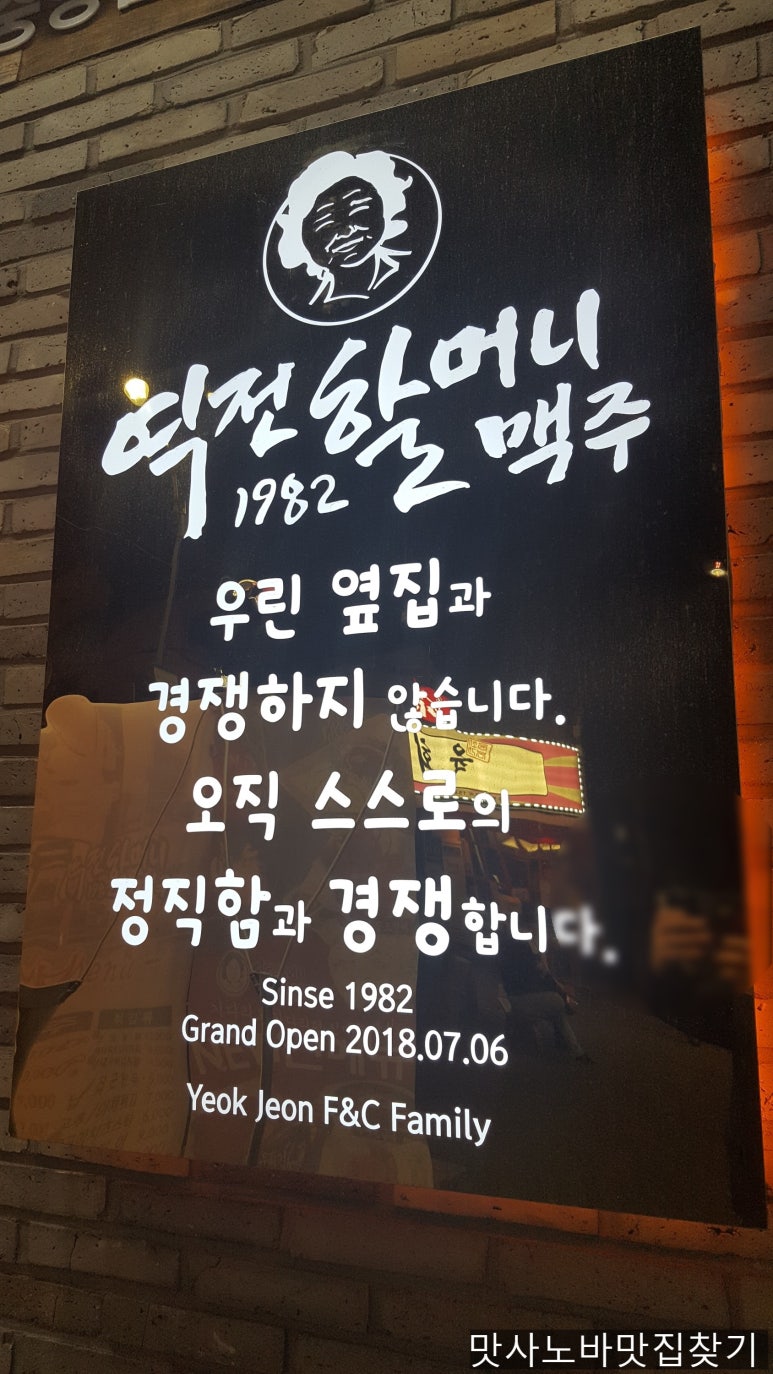 역전할머니
맥주
1982
우린 옆집과
경쟁하지 않습니다.
오직 스스로의
정직함과 경쟁합니다.
Sinse 1982
Grand Open 2018.07.06
Yeok Jeon F&C Family
맛사노바맛집찾기